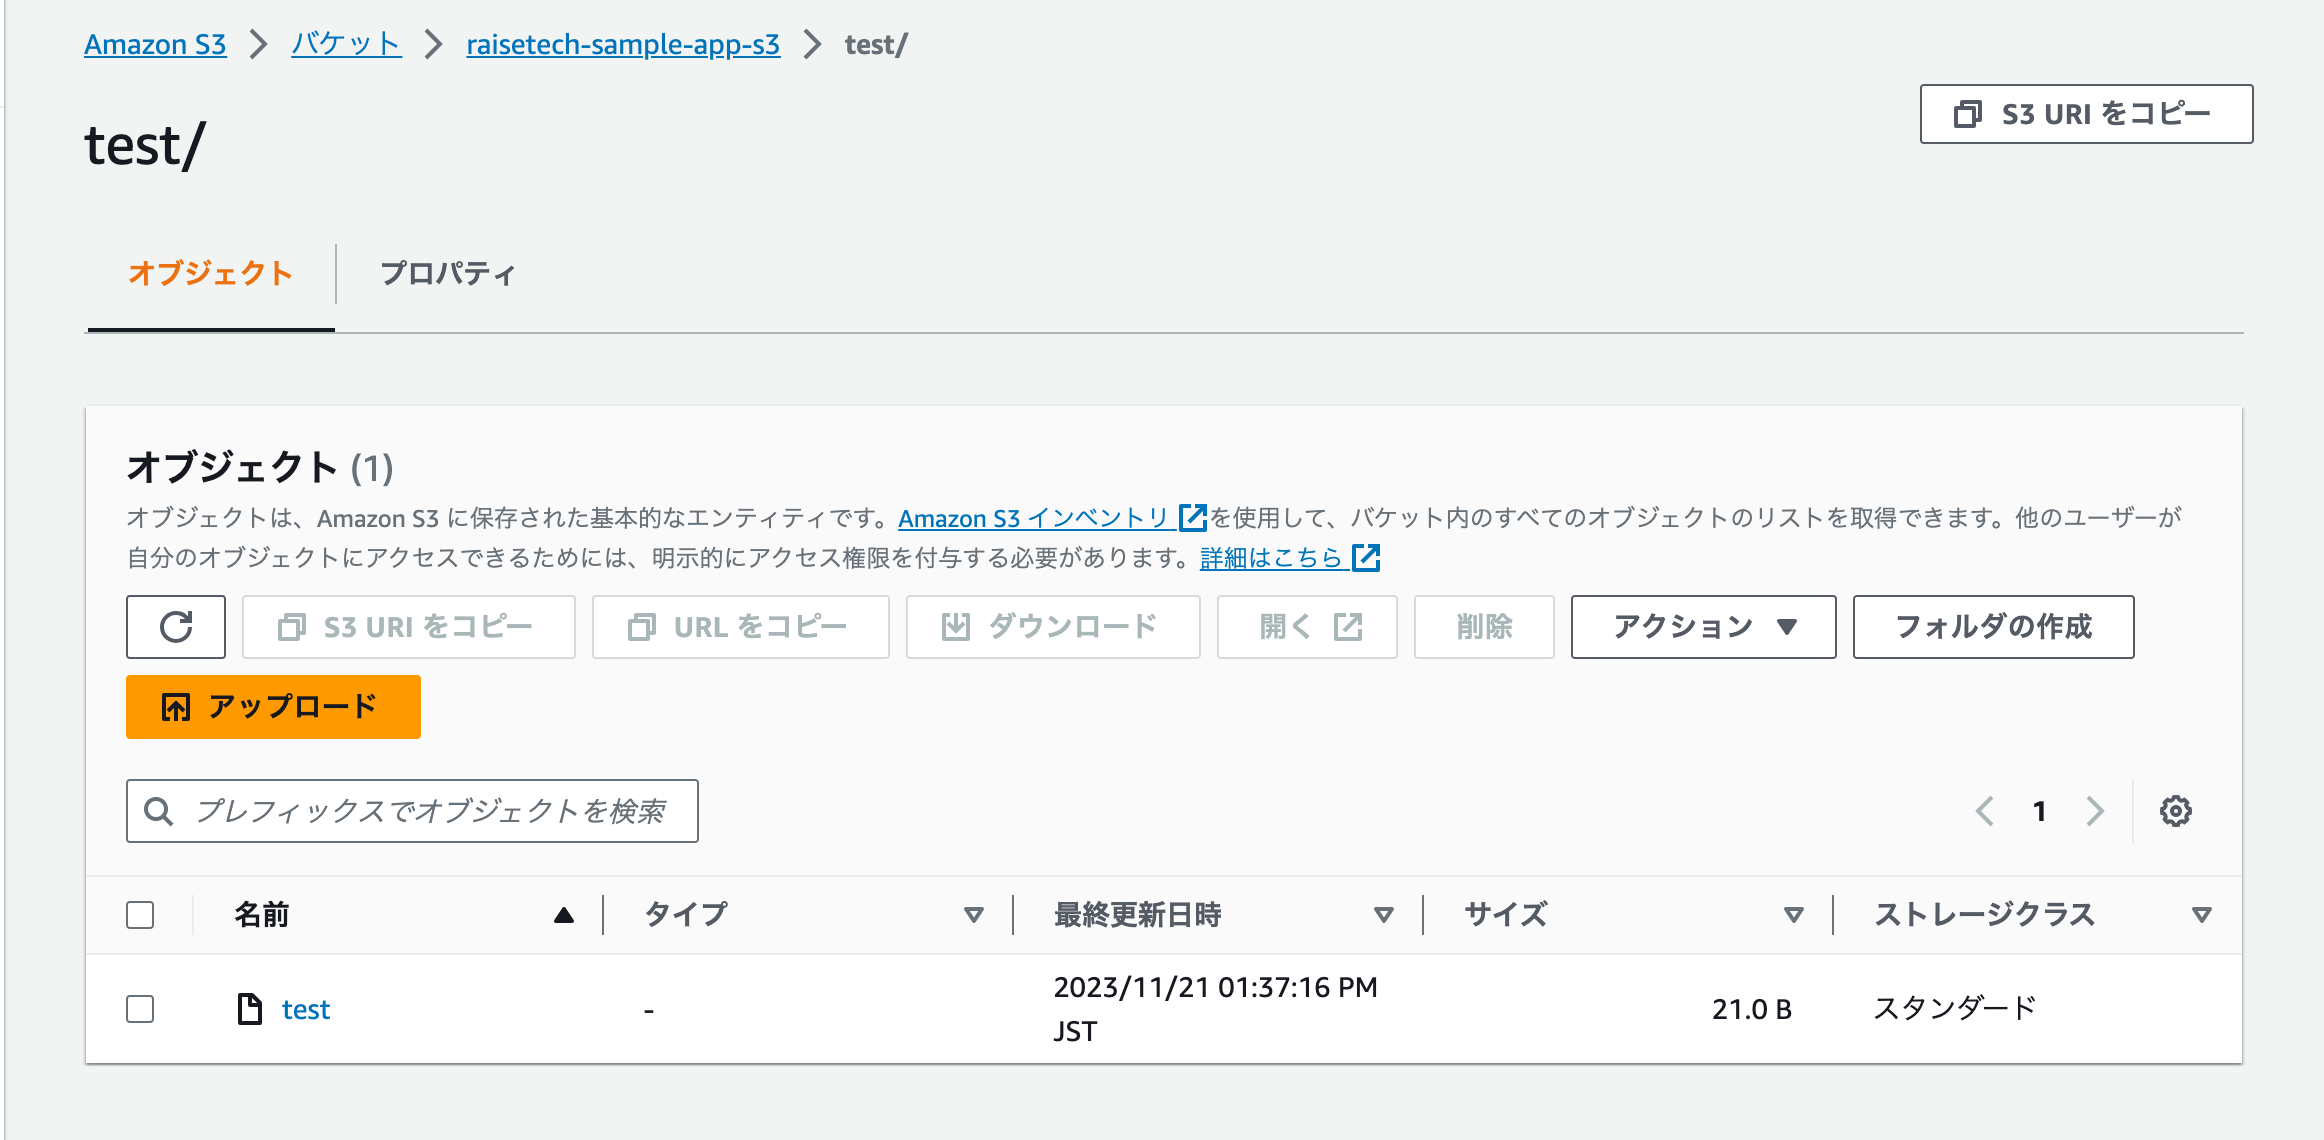 Amazon S3 バケット raisetech-sample-app-s3 test/
test/
S3 URI をコピー
オブジェクト プロパティ
オブジェクト (1)
オブジェクトは、Amazon S3 に保存された基本的なエンティティです。Amazon S3 インベントリ を使用して、バケット内のすべてのオブジェクトのリストを取得できます。他のユーザーが
自分のオブジェクトにアクセスできるためには、明示的にアクセス権限を付与する必要があります。詳細はこちら
S3 URI をコピー URL をコピー ダウンロード 開く 削除 アクション フォルダの作成
アップロード
プレフィックスでオブジェクトを検索 1
名前 タイプ 最終更新日時 サイズ ストレージクラス
test - 2023/11/21 01:37:16 PM 21.0 B スタンダード
JST